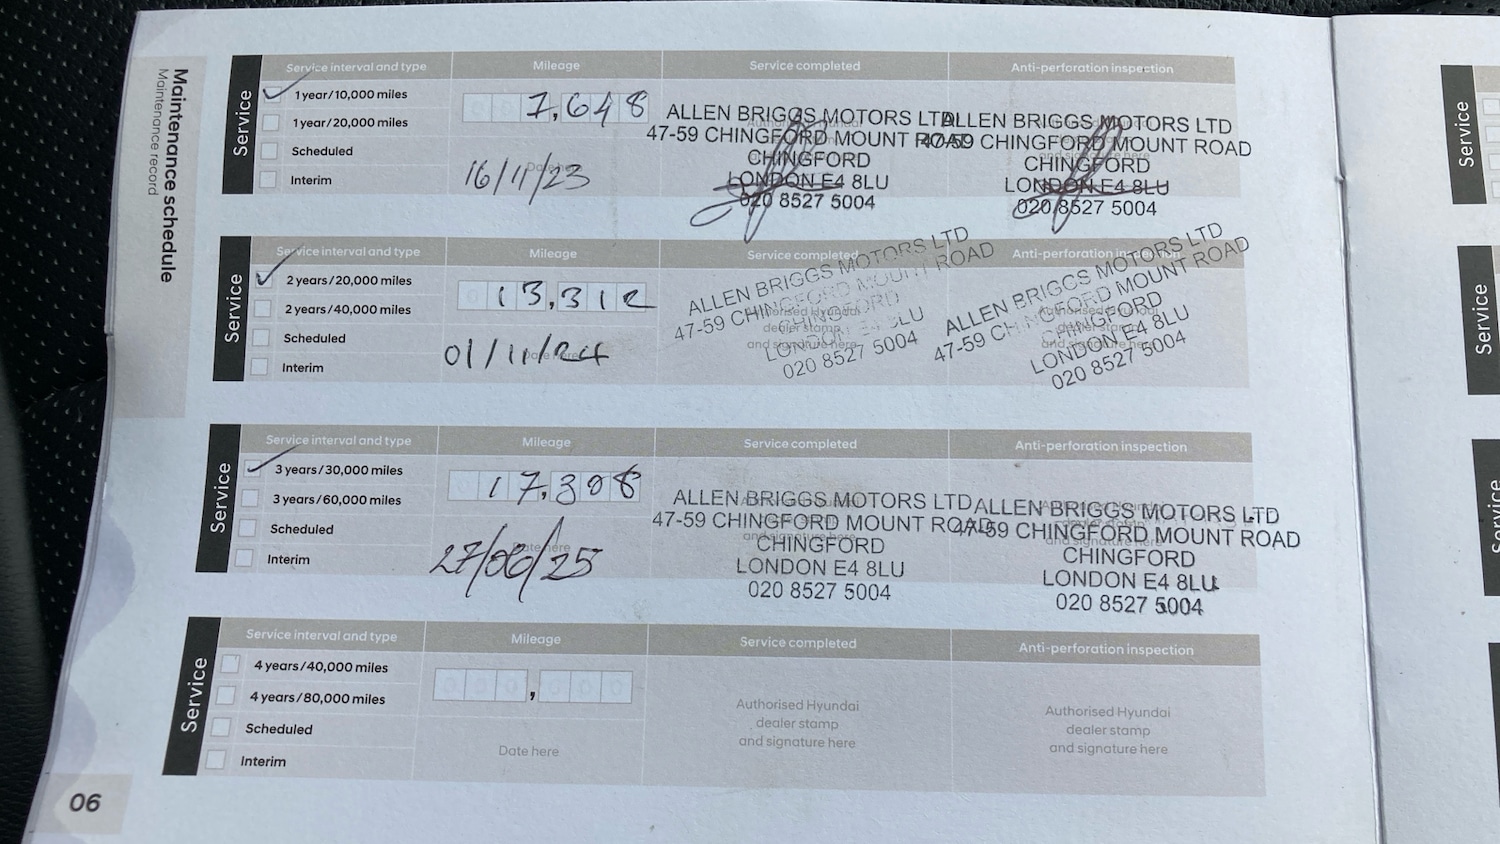 Maintenance schedule
Maintenance record
Service
Service interval and type
Mileage
Service completed
Anti-perforation inspection
1 year/10,000 miles
1 year/20,000 miles
Scheduled
Interim
7,648
16/11/23
ALLEN BRIGGS MOTORS LTD
47-59 CHINGFORD MOUNT ROAD
CHINGFORD
LONDON E4 8LU
020 8527 5004
ALLEN BRIGGS MOTORS LTD
47-59 CHINGFORD MOUNT ROAD
CHINGFORD
LONDON E4 8LU
020 8527 5004
Service
Service interval and type
Mileage
Service completed
Anti-perforation inspection
2 years/20,000 miles
2 years/40,000 miles
Scheduled
Interim
13,312
01/11/24
ALLEN BRIGGS MOTORS LTD
47-59 CHINGFORD MOUNT ROAD
CHINGFORD
LONDON E4 8LU
020 8527 5004
Authorised Hyundai
dealer stamp
and signature here
ALLEN BRIGGS MOTORS LTD
47-59 CHINGFORD MOUNT ROAD
CHINGFORD
LONDON E4 8LU
020 8527 5004
Service
Service interval and type
Mileage
Service completed
Anti-perforation inspection
3 years/30,000 miles
3 years/60,000 miles
Scheduled
Interim
17,308
27/06/25
ALLEN BRIGGS MOTORS LTD
47-59 CHINGFORD MOUNT ROAD
CHINGFORD
LONDON E4 8LU
020 8527 5004
ALLEN BRIGGS MOTORS LTD
47-59 CHINGFORD MOUNT ROAD
CHINGFORD
LONDON E4 8LU
020 8527 5004
Service
Service interval and type
Mileage
Service completed
Anti-perforation inspection
4 years/40,000 miles
4 years/80,000 miles
Scheduled
Interim
000,000
Date here
Authorised Hyundai
dealer stamp
and signature here
Authorised Hyundai
dealer stamp
and signature here
06
Service
Service
Service